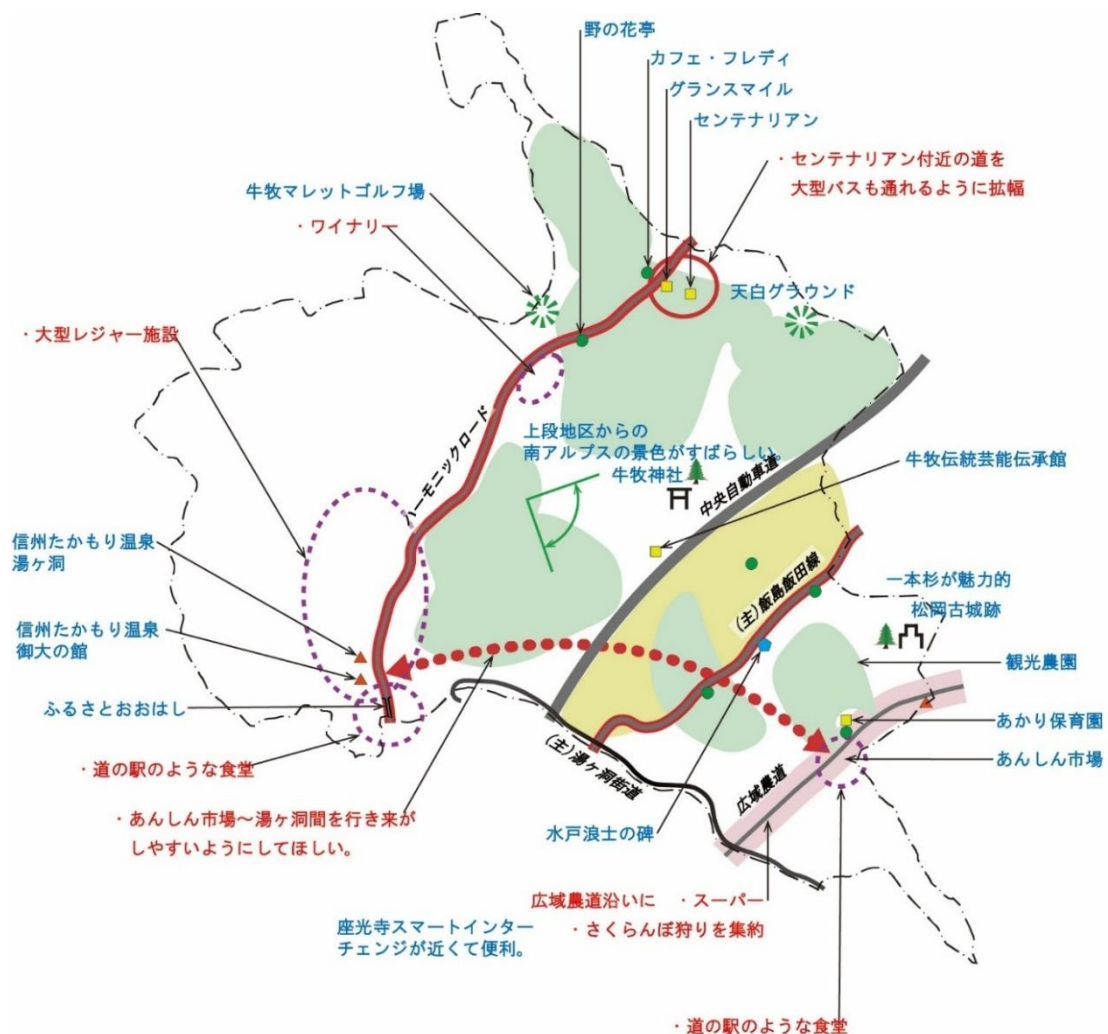 野の花亭
カフェ・フレディ
グランスマイル
センテナリアン
・センテナリアン付近の道を
大型バスも通れるように拡幅
牛牧マレットゴルフ場
・ワイナリー
天白グラウンド
・大型レジャー施設
ハーモニックロード
上段地区からの
南アルプスの景色がすばらしい。
牛牧神社
中央自動車道
牛牧伝統芸能伝承館
信州たかもり温泉
湯ヶ洞
(主)飯島飯田線
一本杉が魅力的
松岡古城跡
信州たかもり温泉
御大の館
観光農園
ふるさとおおはし
あかり保育園
あんしん市場
・道の駅のような食堂
(主)湯ヶ洞街道
広域農道
・あんしん市場～湯ヶ洞間を行き来が
しやすいようにしてほしい。
水戸浪士の碑
広域農道沿いに ・スーパー
・さくらんぼ狩りを集約
座光寺スマートインター
チェンジが近くて便利。
・道の駅のような食堂